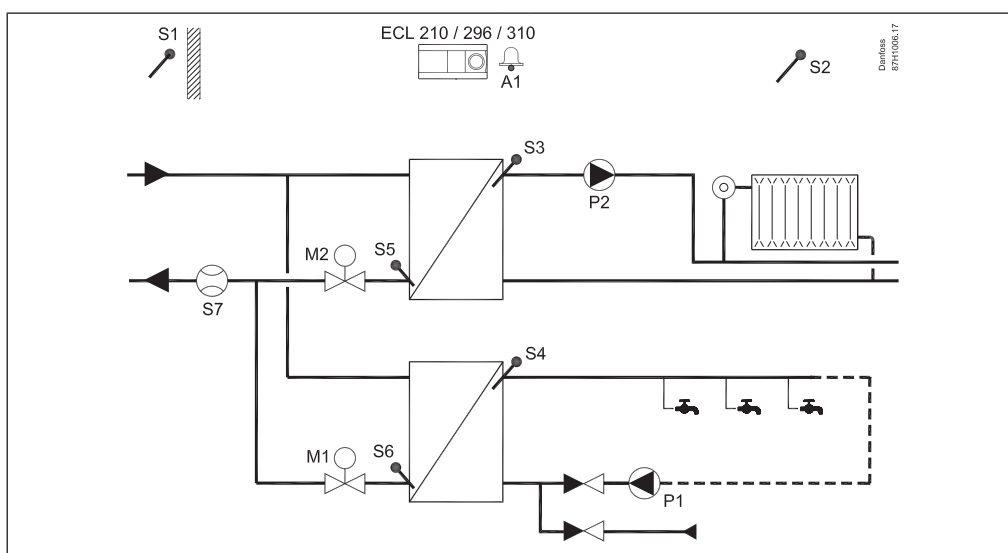 S1
ECL 210 / 296 / 310
A1
S2
Danfoss
87H1006.17
S3
P2
M2
S5
S7
S4
M1
S6
P1